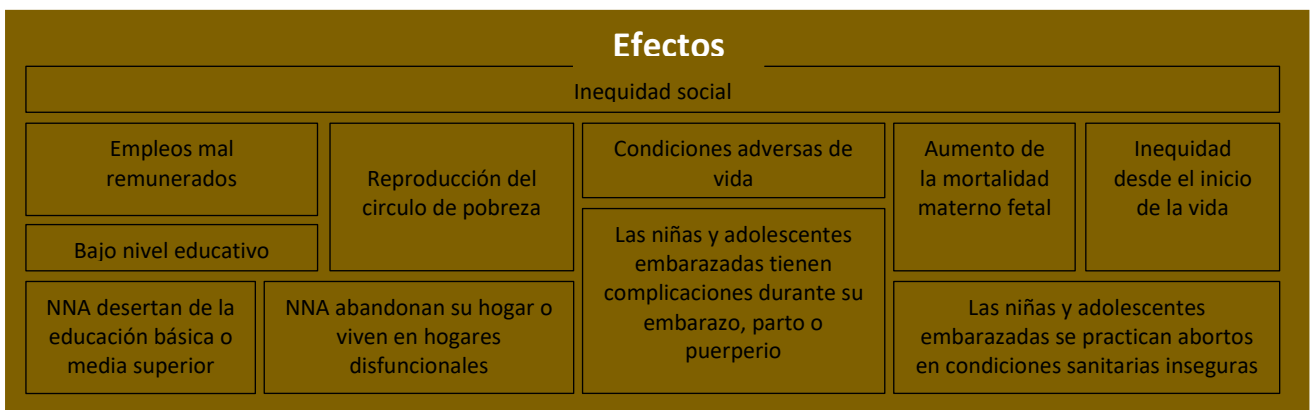 Efectos
Inequidad social
Empleos mal
remunerados
Bajo nivel educativo
Reproducción del
circulo de pobreza
Condiciones adversas de
vida
Aumento de
la mortalidad
materno fetal
Inequidad
desde el inicio
de la vida
NNA desertan de la
educación básica o
media superior
NNA abandonan su hogar o
viven en hogares
disfuncionales
Las niñas y adolescentes
embarazadas tienen
complicaciones durante su
embarazo, parto o
puerperio
Las niñas y adolescentes
embarazadas se practican abortos
en condiciones sanitarias inseguras